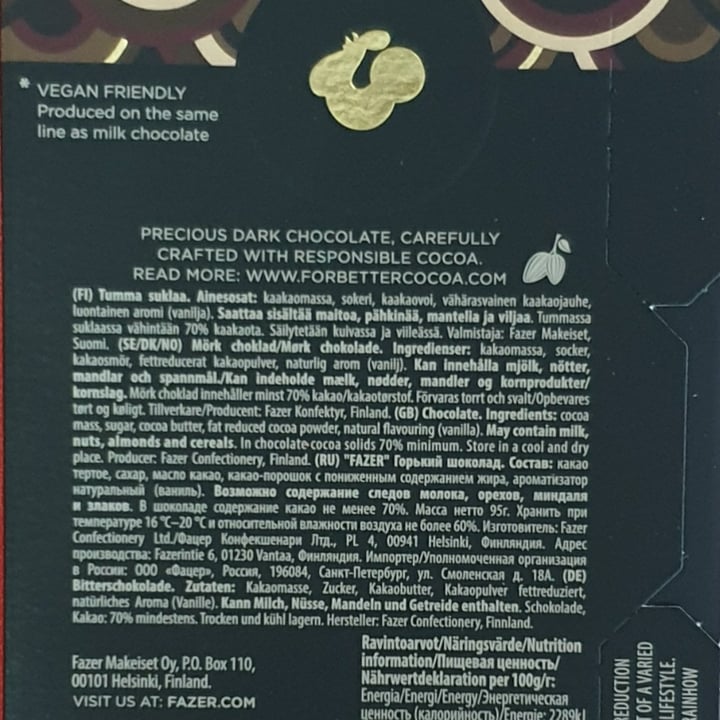 * VEGAN FRIENDLY
Produced on the same
line as milk chocolate
PRECIOUS DARK CHOCOLATE, CAREFULLY
CRAFTED WITH RESPONSIBLE COCOA.
READ MORE: WWW.FORBETTERCOCOA.COM
(FI) Tumma suklaa. Ainesosat: kaakaomassa, sokeri, kaakaovoi, vähärasvainen kaakaojauhe,
luontainen aromi (vanilja). Saattaa sisältää maitoa, pähkinää, mantelia ja viljaa. Tummassa
suklaassa vähintään 70% kaakaota. Säilytetään kuivassa ja viileässä. Valmistaja: Fazer Makeiset,
Suomi. (SE/DK/NO) Mörk choklad/Mørk chokolade. Ingredienser: kakaomassa, socker,
kakaosmör, fettreducerat kakaopulver, naturlig arom (vanilj). Kan innehålla mjölk, nötter,
mandlar och spannmål./Kan indeholde mælk, nødder, mandler og kornprodukter/
kornslag. Mörk choklad innehåller minst 70% kakao/kakaotørstof. Förvaras torrt och svalt/Opbevares
tørt og køligt. Tillverkare/Producent: Fazer Konfektyr, Finland. (GB) Chocolate. Ingredients: cocoa
mass, sugar, cocoa butter, fat reduced cocoa powder, natural flavouring (vanilla). May contain milk,
nuts, almonds and cereals. In chocolate cocoa solids 70% minimum. Store in a cool and dry
place. Producer: Fazer Confectionery, Finland. (RU) "FAZER" Горький шоколад. Состав: какао
тертое, сахар, масло какао, какао-порошок с пониженным содержанием жира, ароматизатор
натуральный (ваниль). Возможно содержание следов молока, орехов, миндаля
и злаков. В шоколаде содержание какао не менее 70%. Масса нетто 95г. Хранить при
температуре 16 °C–20 °C и относительной влажности воздуха не более 60%. Изготовитель: Fazer
Confectionery Ltd./Фацер Конфекшенари Лтд., PL 4, 00941 Helsinki, Финляндия. Адрес
производства: Fazerintie 6, 01230 Vantaa, Финляндия. Импортер/Уполномоченная организация
в России: ООО «Фацер», Россия, 196084, Санкт-Петербург, ул. Смоленская д. 18А. (DE)
Bitterschokolade. Zutaten: Kakaomasse, Zucker, Kakaobutter, Kakaopulver fettreduziert,
natürliches Aroma (Vanille). Kann Milch, Nüsse, Mandeln und Getreide enthalten. Schokolade,
Kakao: 70% mindestens. Trocken und kühl lagern. Hersteller: Fazer Confectionery, Finnland.
Fazer Makeiset Oy, P.O. Box 110,
00101 Helsinki, Finland.
VISIT US AT: FAZER.COM
Ravintoarvot/Näringsvärde/Nutrition
information/Пищевая ценность/
Nährwertdeklaration per 100g/г:
Energia/Energi/Energy/Энергетическая
ценность (калорийность)/Energie: 2289kJ
EDUCTION
OF A VARIED
IFESTYLE.
AINHOW